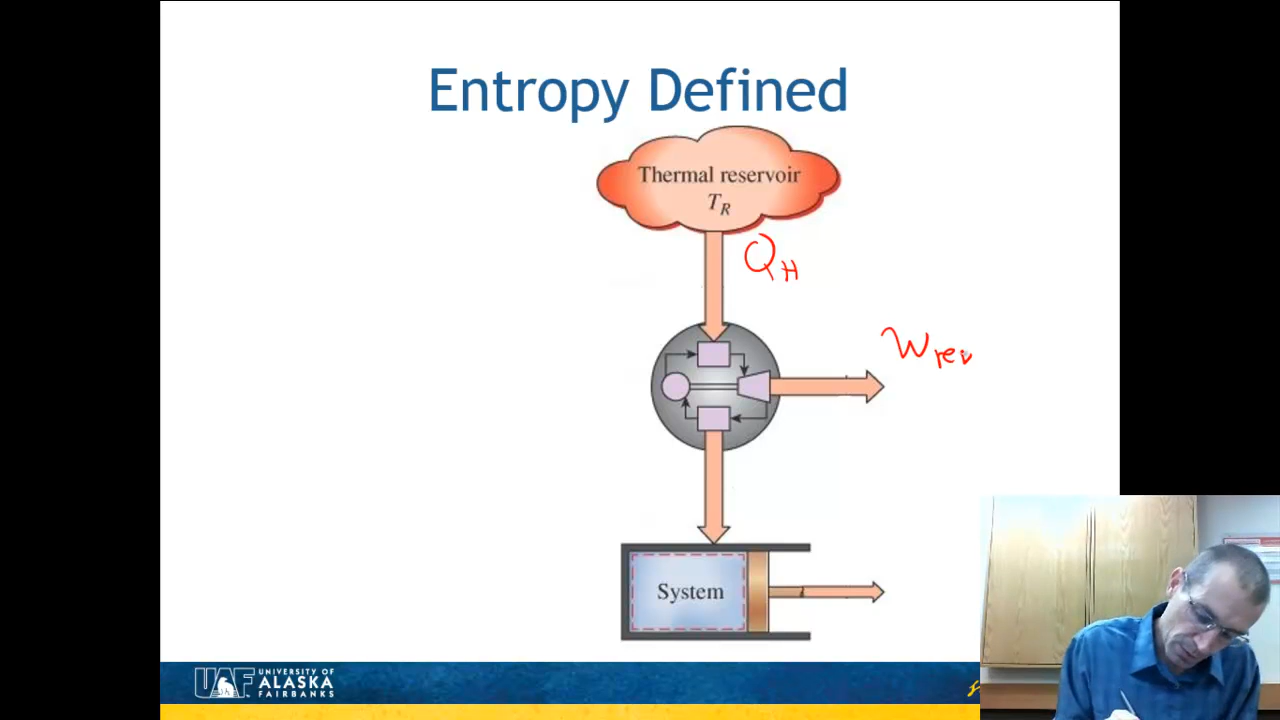 Entropy Defined
Thermal reservoir
T_R
Q_H
W_rev
System
UAF
UNIVERSITY OF
ALASKA
FAIRBANKS